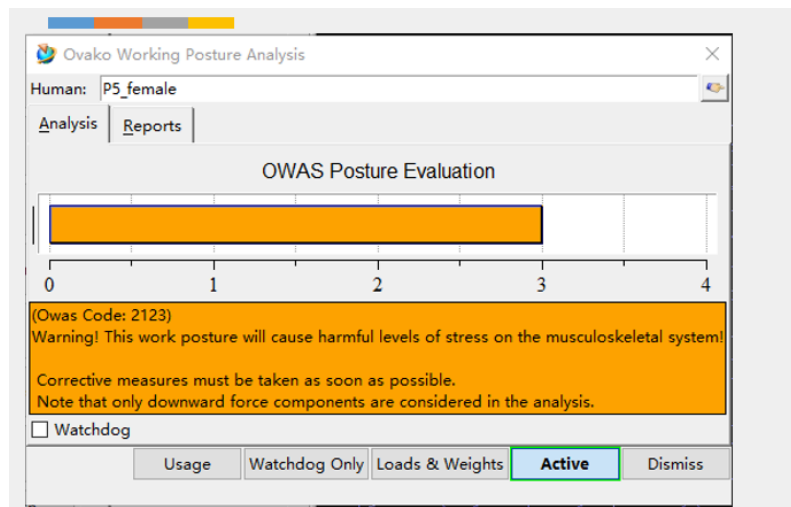 Ovako Working Posture Analysis
Human: P5_female
Analysis Reports
OWAS Posture Evaluation
0 1 2 3 4
(Owas Code: 2123)
Warning! This work posture will cause harmful levels of stress on the musculoskeletal system!
Corrective measures must be taken as soon as possible.
Note that only downward force components are considered in the analysis.
Watchdog
Usage Watchdog Only Loads & Weights Active Dismiss